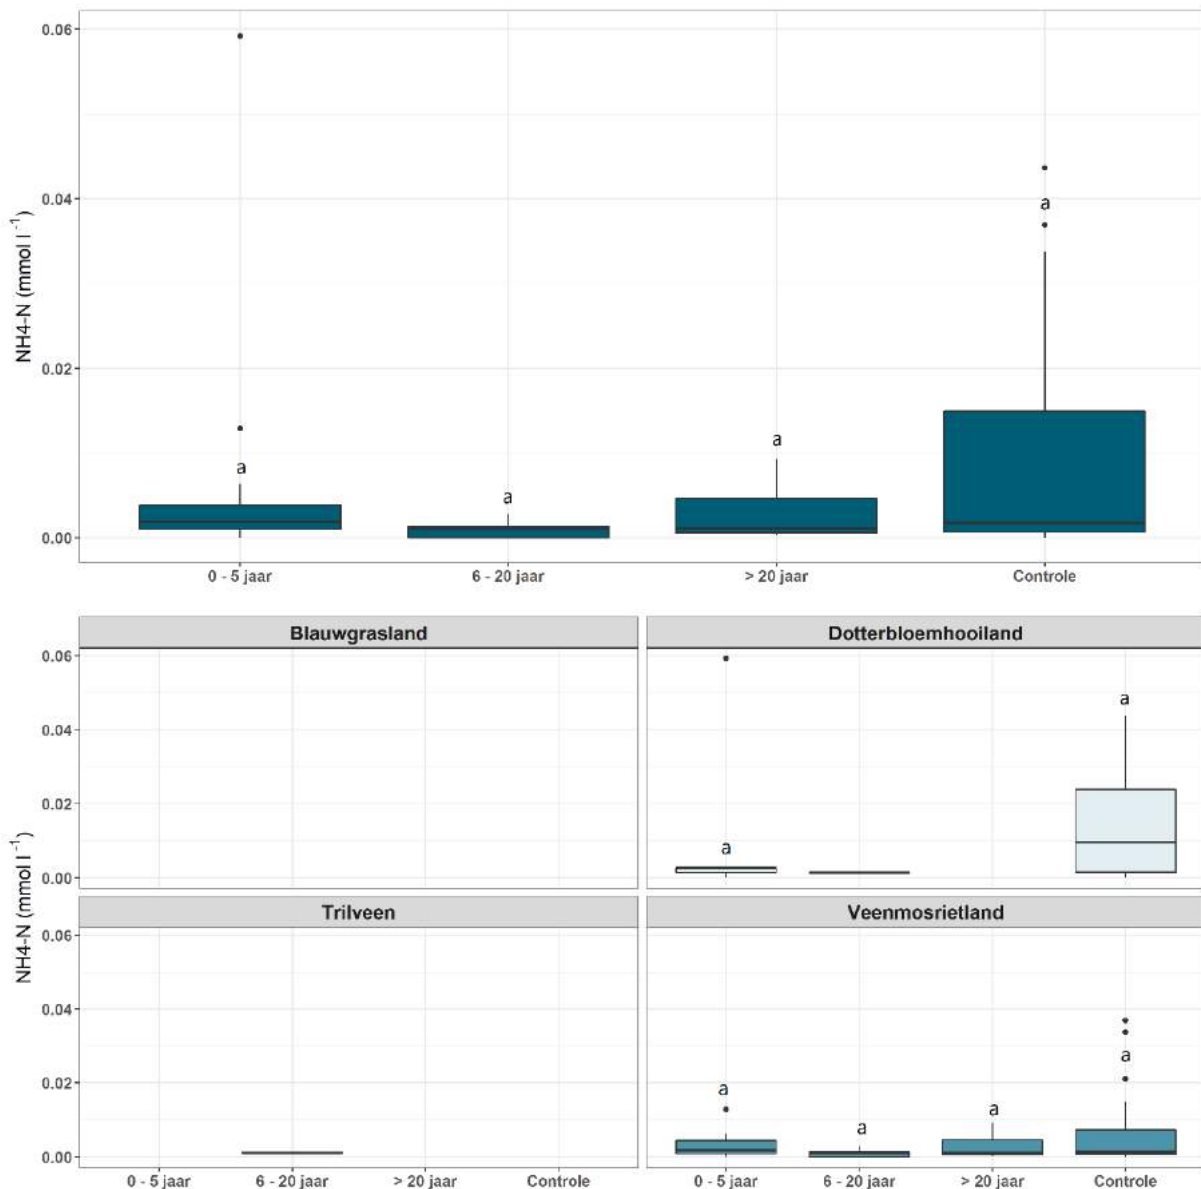 0.06
0.04
0.02
0.00
NH4-N (mmol l⁻¹)
a
a
a
a
0 - 5 jaar
6 - 20 jaar
> 20 jaar
Controle
Blauwgrasland
Dotterbloemhooiland
0.06
0.04
0.02
0.00
a
a
NH4-N (mmol l⁻¹)
Trilveen
Veenmosrietland
0.06
0.04
0.02
0.00
a
a
a
a
0 - 5 jaar
6 - 20 jaar
> 20 jaar
Controle
0 - 5 jaar
6 - 20 jaar
> 20 jaar
Controle